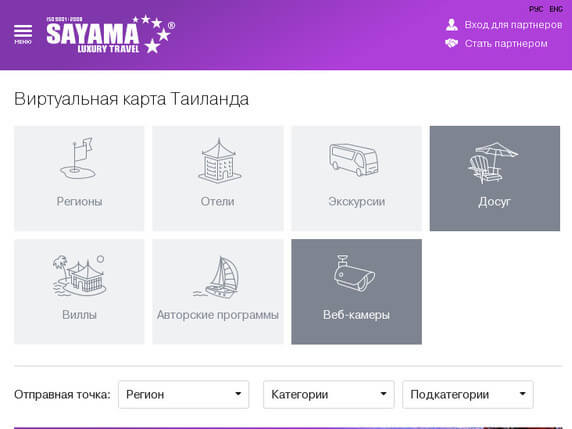 РУС ENG
ISO 9001:2008
SAYAMA®
LUXURY TRAVEL
МЕНЮ
Вход для партнеров
Стать партнером
Виртуальная карта Таиланда
Регионы
Отели
Экскурсии
Досуг
Виллы
Авторские программы
Веб-камеры
Отправная точка: Регион Категории Подкатегории